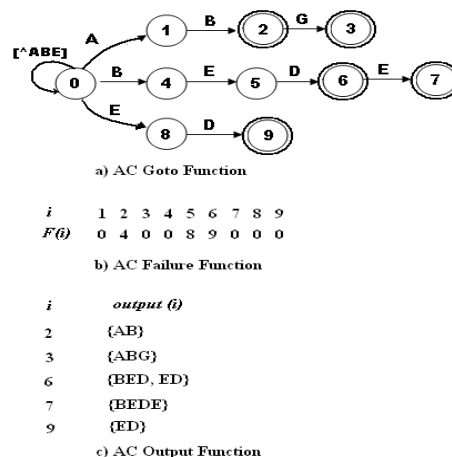 [^ABE]
A
B
G
0
1
2
3
B
E
D
E
4
5
6
7
E
D
8
9
a) AC Goto Function
i 1 2 3 4 5 6 7 8 9
F(i) 0 4 0 0 8 9 0 0 0
b) AC Failure Function
i output (i)
2 {AB}
3 {ABG}
6 {BED, ED}
7 {BEDE}
9 {ED}
c) AC Output Function